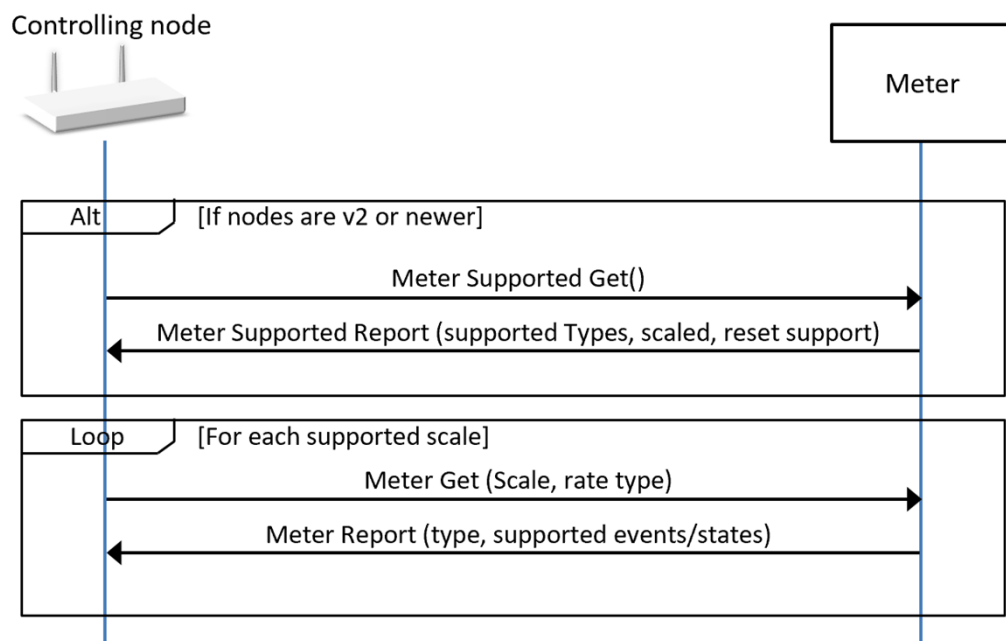 Controlling node
Meter
Alt [If nodes are v2 or newer]
Meter Supported Get()
Meter Supported Report (supported Types, scaled, reset support)
Loop [For each supported scale]
Meter Get (Scale, rate type)
Meter Report (type, supported events/states)